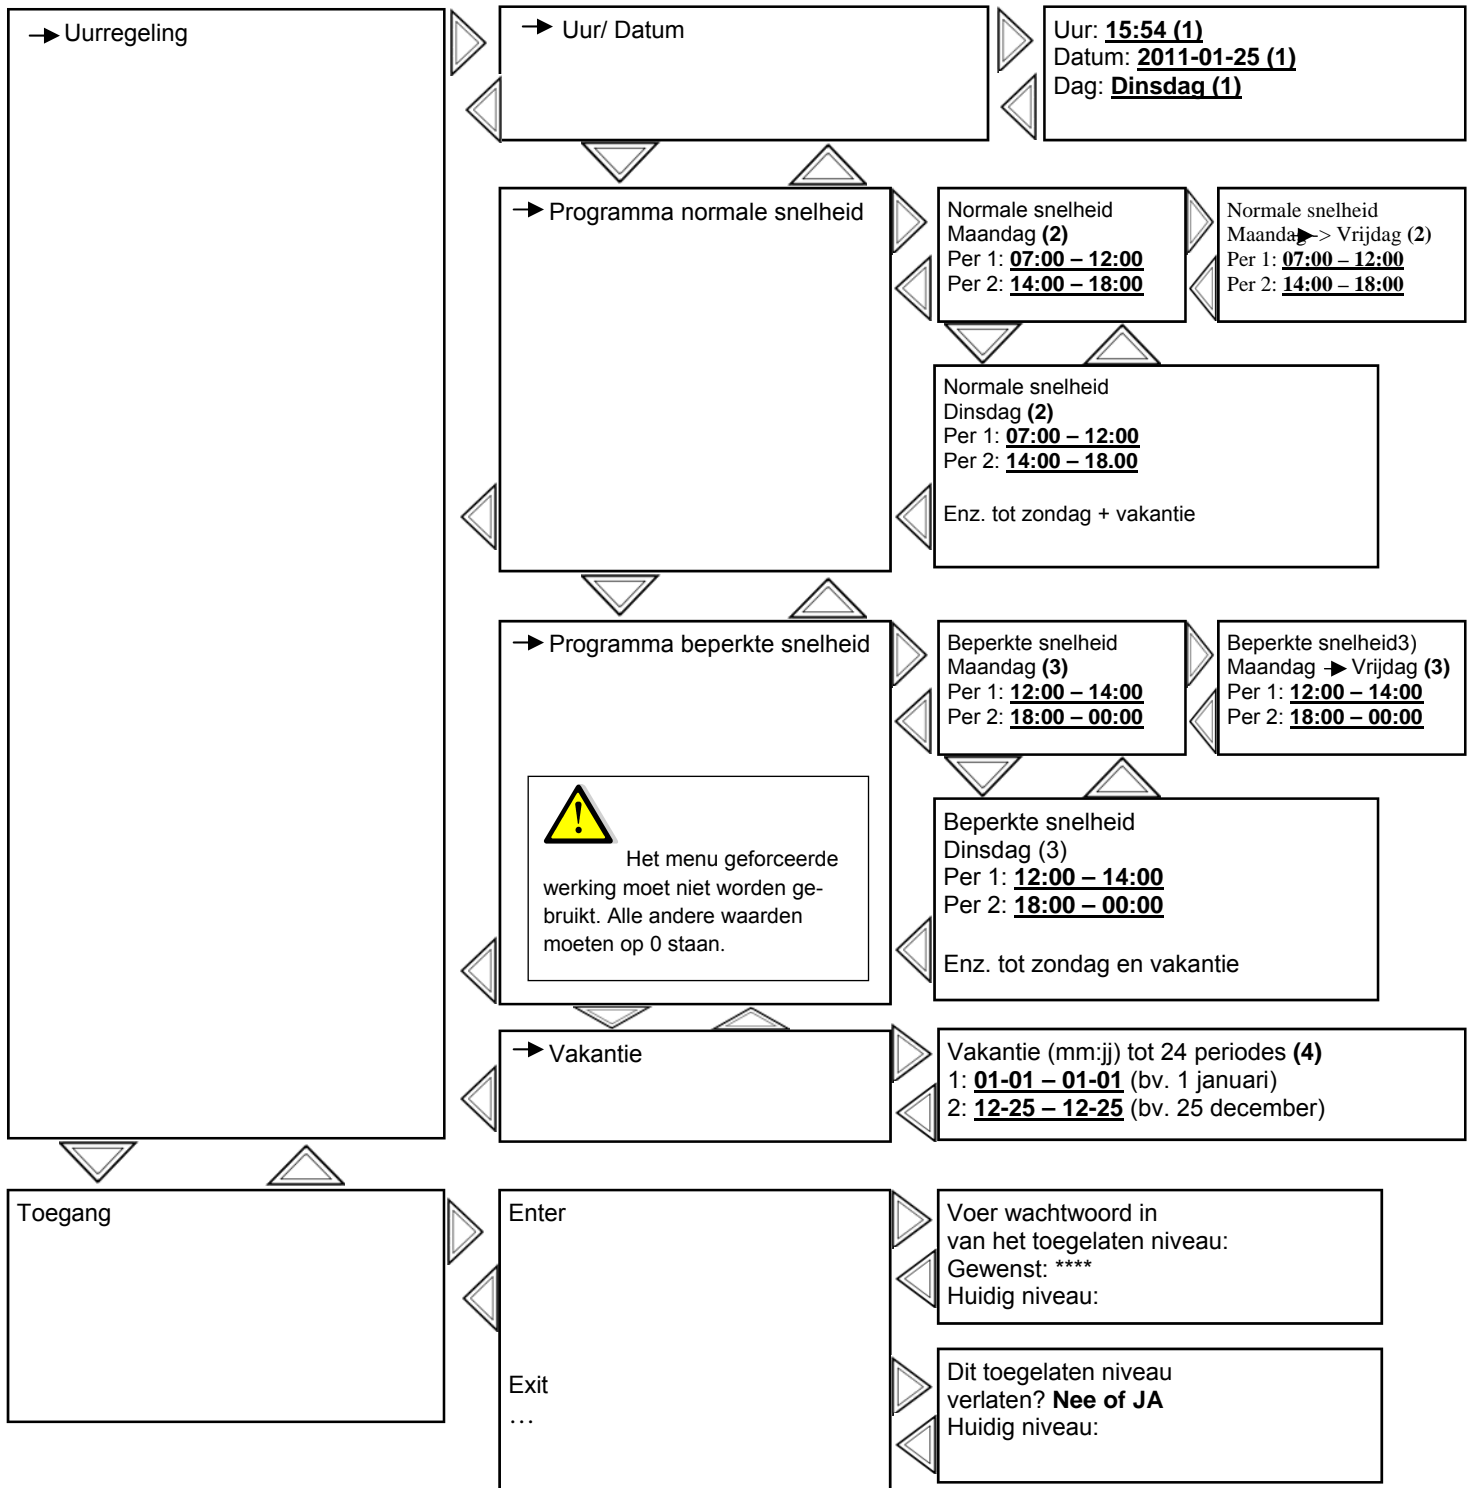 Uurregeling
Uur/ Datum
Uur: 15:54 (1)
Datum: 2011-01-25 (1)
Dag: Dinsdag (1)
Programma normale snelheid
Normale snelheid
Maandag (2)
Per 1: 07:00 – 12:00
Per 2: 14:00 – 18:00
Normale snelheid
Maandag-> Vrijdag (2)
Per 1: 07:00 – 12:00
Per 2: 14:00 – 18:00
Normale snelheid
Dinsdag (2)
Per 1: 07:00 – 12:00
Per 2: 14:00 – 18.00
Enz. tot zondag + vakantie
Programma beperkte snelheid
Het menu geforceerde
werking moet niet worden ge-
bruikt. Alle andere waarden
moeten op 0 staan.
Beperkte snelheid
Maandag (3)
Per 1: 12:00 – 14:00
Per 2: 18:00 – 00:00
Beperkte snelheid3)
Maandag → Vrijdag (3)
Per 1: 12:00 – 14:00
Per 2: 18:00 – 00:00
Beperkte snelheid
Dinsdag (3)
Per 1: 12:00 – 14:00
Per 2: 18:00 – 00:00
Enz. tot zondag en vakantie
Vakantie
Vakantie (mm:jj) tot 24 periodes (4)
1: 01-01 – 01-01 (bv. 1 januari)
2: 12-25 – 12-25 (bv. 25 december)
Toegang
Enter
Voer wachtwoord in
van het toegelaten niveau:
Gewenst: ****
Huidig niveau:
Exit
…
Dit toegelaten niveau
verlaten? Nee of JA
Huidig niveau: